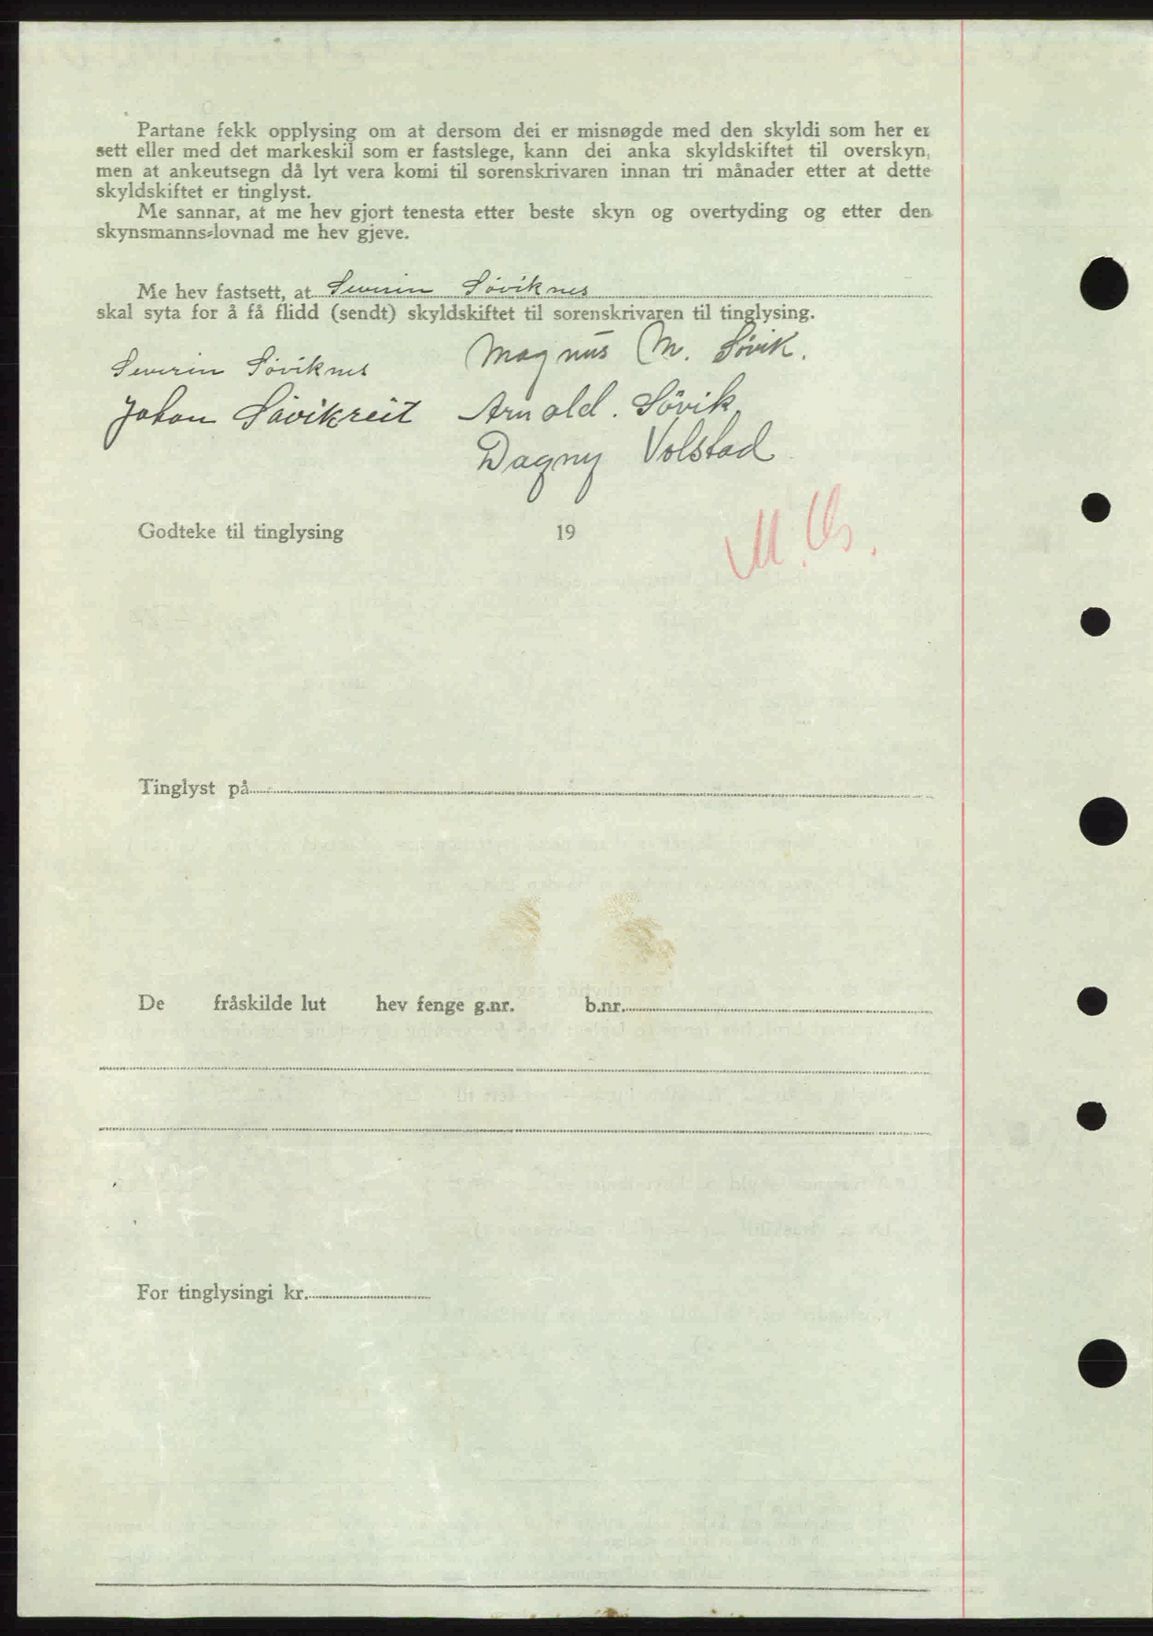 Partane fekk opplysing om at dersom dei er misnøgde med den skyldi som her er
sett eller med det markeskil som er fastslege, kann dei anka skyldskiftet til overskyn,
men at ankeutsegn då lyt vera komi til sorenskrivaren innan tri månader etter at dette
skyldskiftet er tinglyst.
Me sannar, at me hev gjort tenesta etter beste skyn og overtyding og etter den
skynsmanns-lovnad me hev gjeve.
Me hev fastsett, at Severin Søviknes
skal syta for å få flidd (sendt) skyldskiftet til sorenskrivaren til tinglysing.
Severin Søviknes Magnus M. Søvik.
Johan Søvikreit Arnold. Søvik.
Dagny Volstad
Godteke til tinglysing 19
Tinglyst på
De fråskilde lut hev fenge g.nr. b.nr.
For tinglysingi kr.